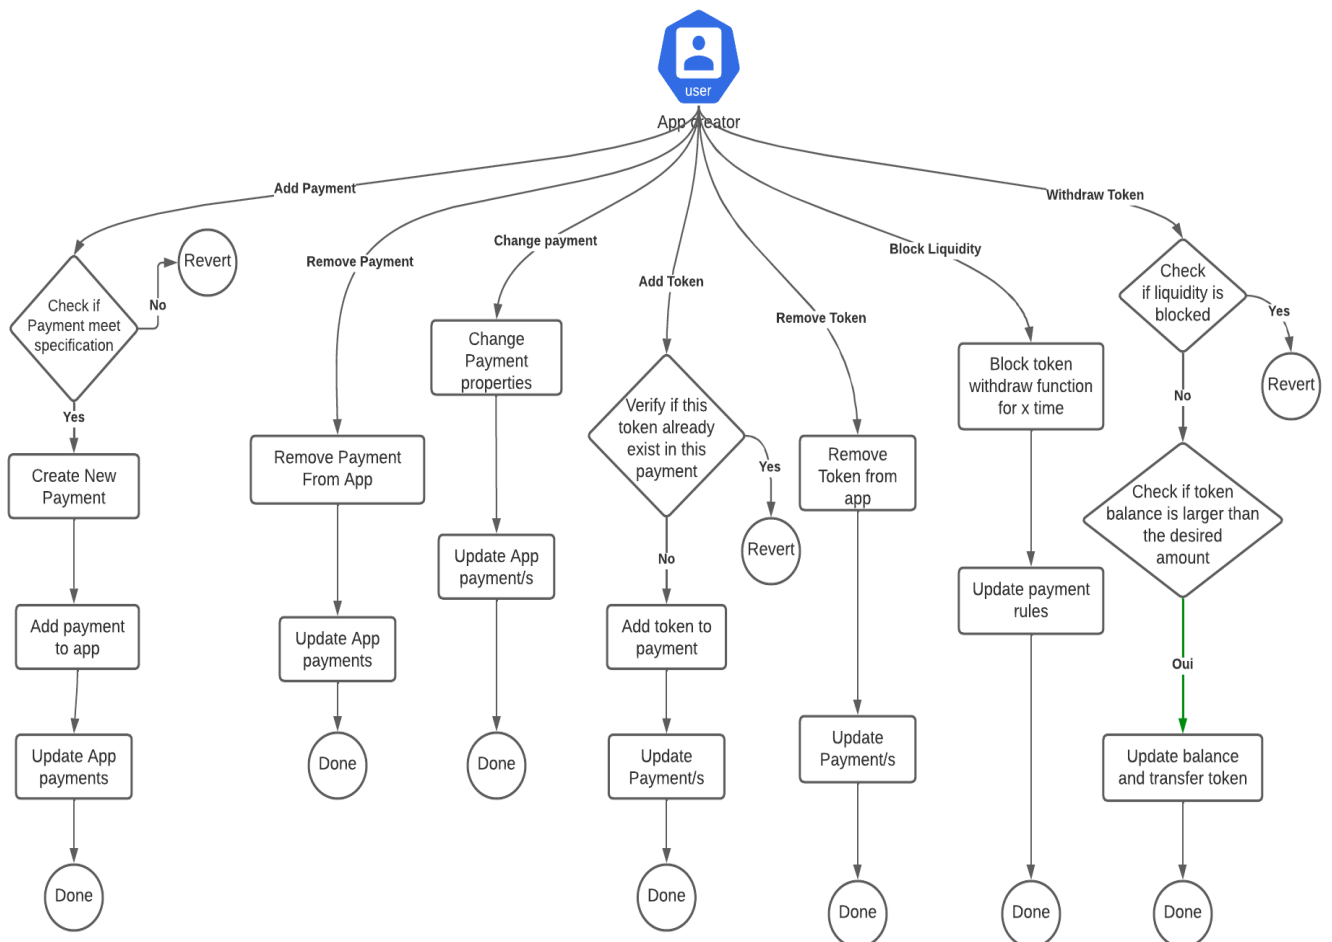 user
App creator
Add Payment
Withdraw Token
Change payment
Block Liquidity
Remove Payment
Add Token
Remove Token
Revert
No
Check if
Payment meet
specification
Yes
Create New
Payment
Add payment
to app
Update App
payments
Done
Remove Payment
From App
Update App
payments
Done
Change
Payment
properties
Update App
payment/s
Done
Verify if this
token already
exist in this
payment
Yes
Revert
No
Add token to
payment
Update
Payment/s
Done
Remove
Token from
app
Update
Payment/s
Done
Block token
withdraw function
for x time
Update payment
rules
Done
Check
if liquidity is
blocked
Yes
Revert
No
Check if token
balance is larger than
the desired
amount
Oui
Update balance
and transfer token
Done